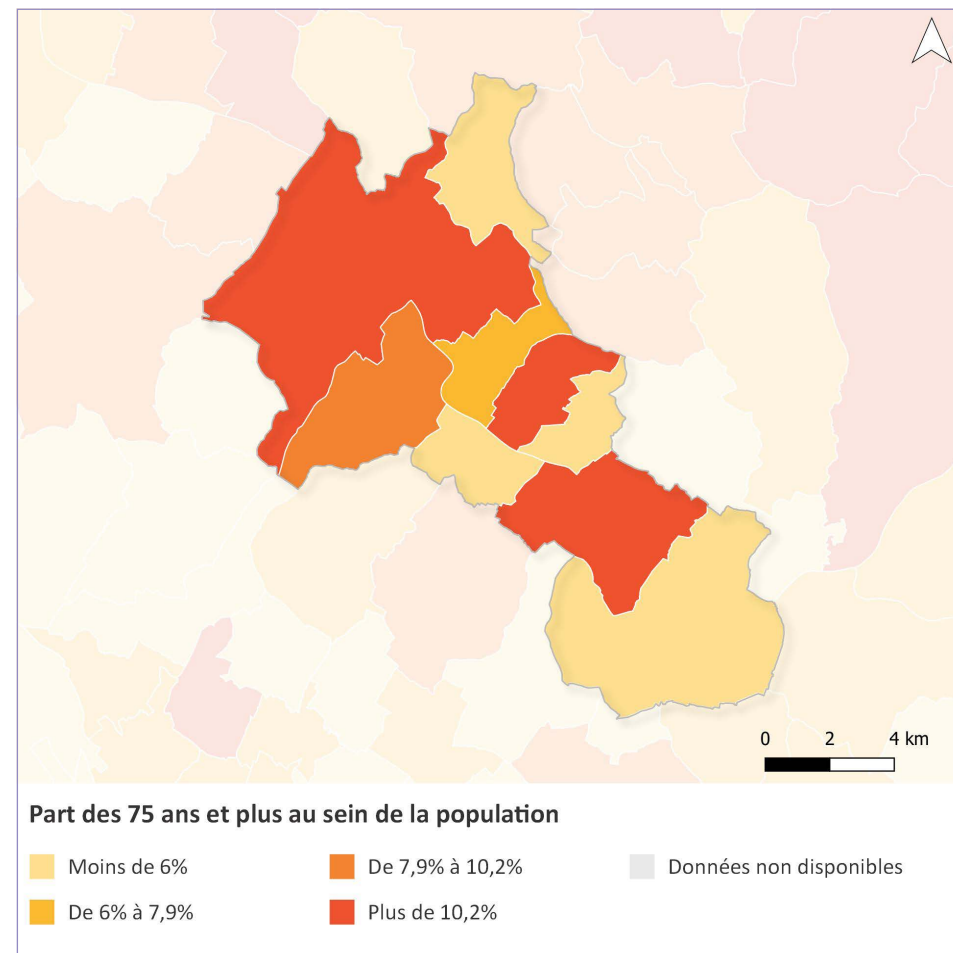 0 2 4 km
Part des 75 ans et plus au sein de la population
Moins de 6%
De 7,9% à 10,2%
Données non disponibles
De 6% à 7,9%
Plus de 10,2%